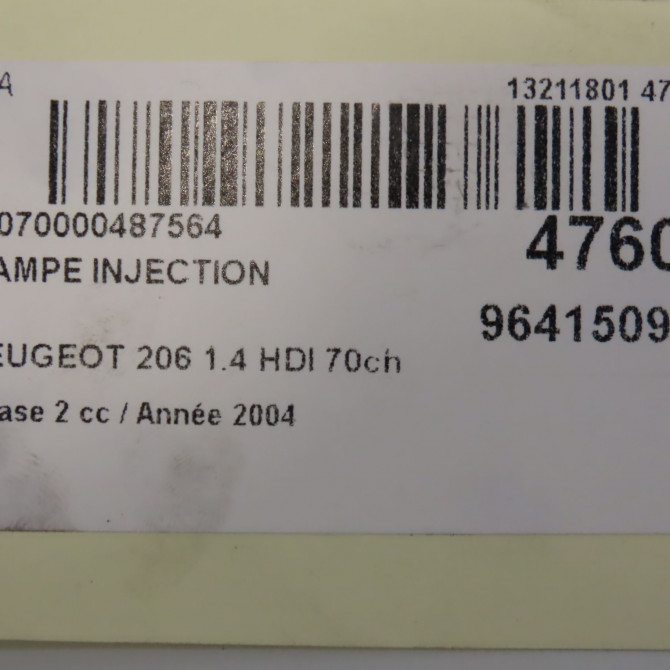 A 13211801 47
070000487564
4760
AMPE INJECTION
9641509
EUGEOT 206 1.4 HDI 70ch
ase 2 cc / Année 2004